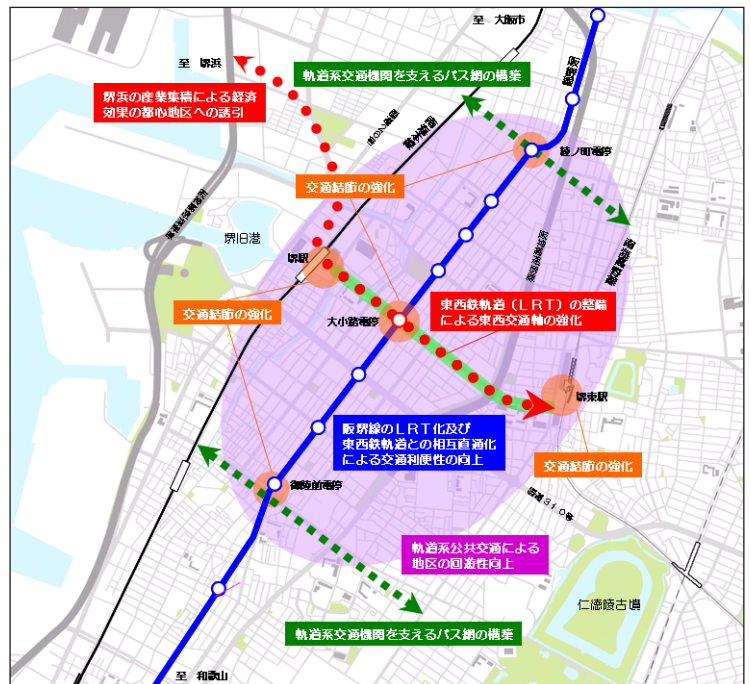 至 大阪市
至 堺浜
軌道系交通機関を支えるバス網の構築
堺浜の産業集積による経済
効果の都心地区への誘引
綾ノ町電停
交通結節の強化
堺旧港
堺駅
東西鉄軌道（LRT）の整備
による東西交通軸の強化
交通結節の強化
大小路電停
堺東駅
阪堺線のLRT化及び
東西鉄軌道との相互直通化
による交通利便性の向上
交通結節の強化
御陵前電停
国道310号
軌道系公共交通による
地区の回遊性向上
仁徳陵古墳
軌道系交通機関を支えるバス網の構築
至 和歌山